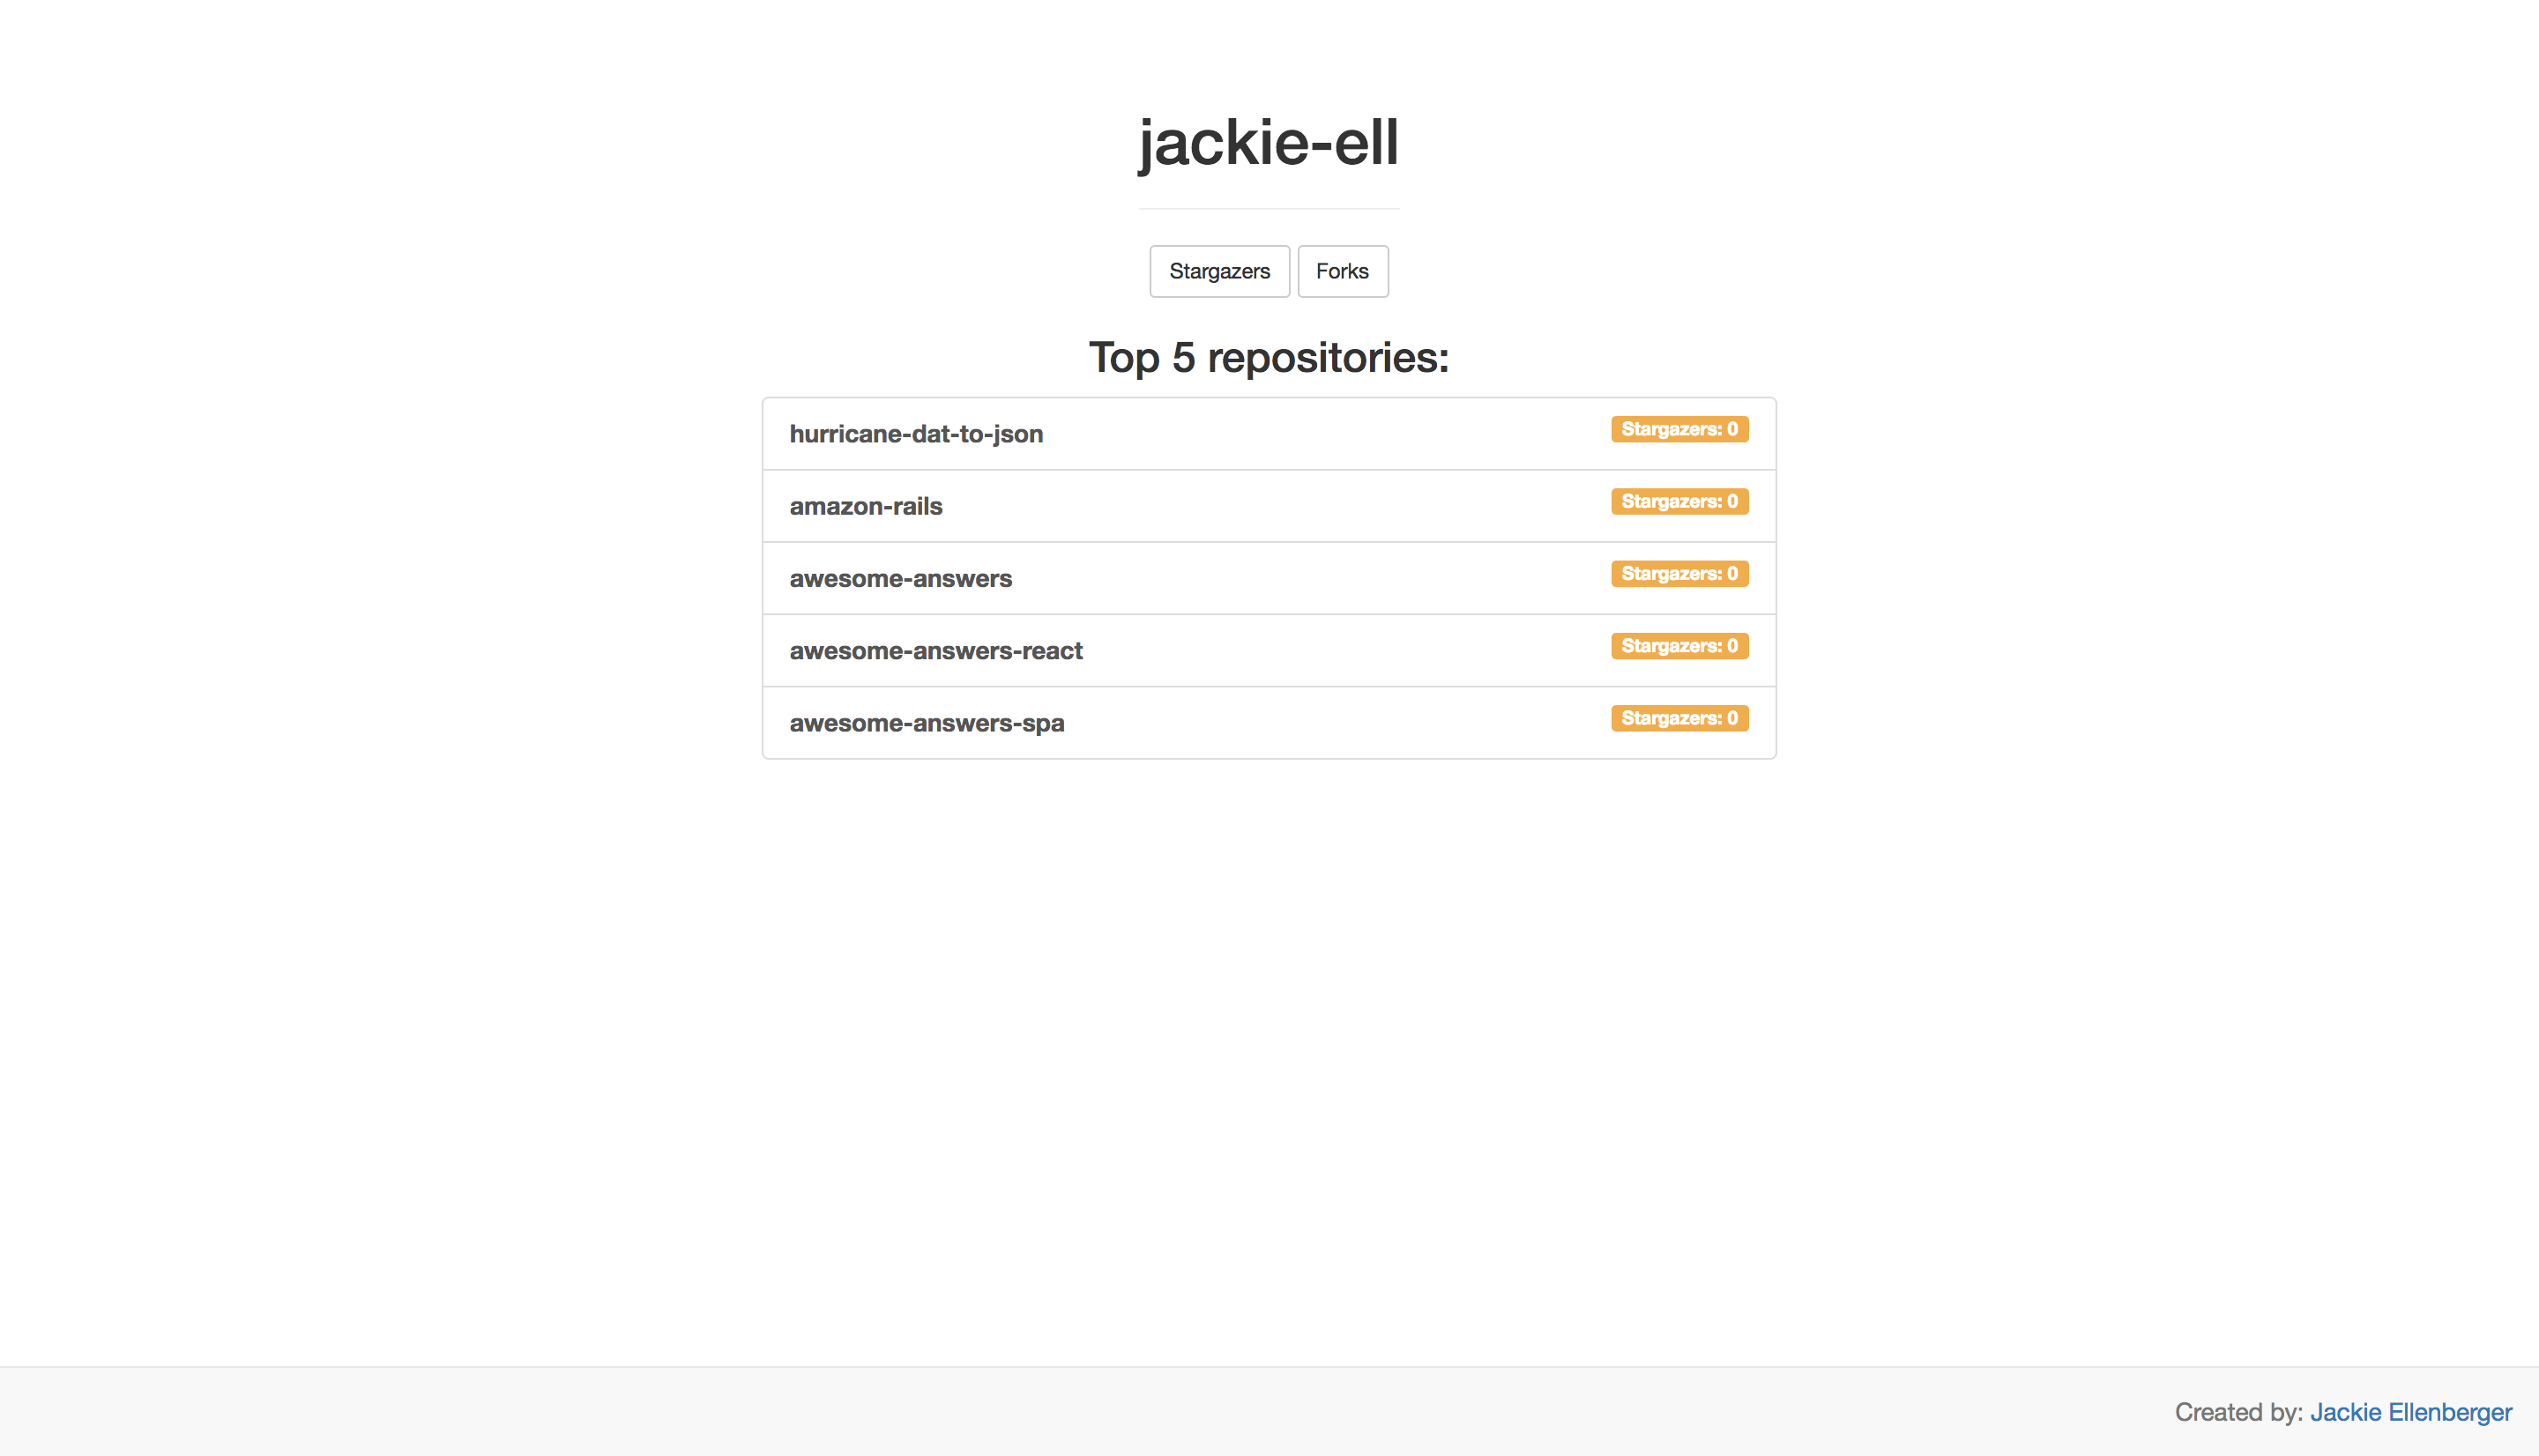 jackie-ell
Stargazers Forks
Top 5 repositories:
hurricane-dat-to-json Stargazers: 0
amazon-rails Stargazers: 0
awesome-answers Stargazers: 0
awesome-answers-react Stargazers: 0
awesome-answers-spa Stargazers: 0
Created by: Jackie Ellenberger